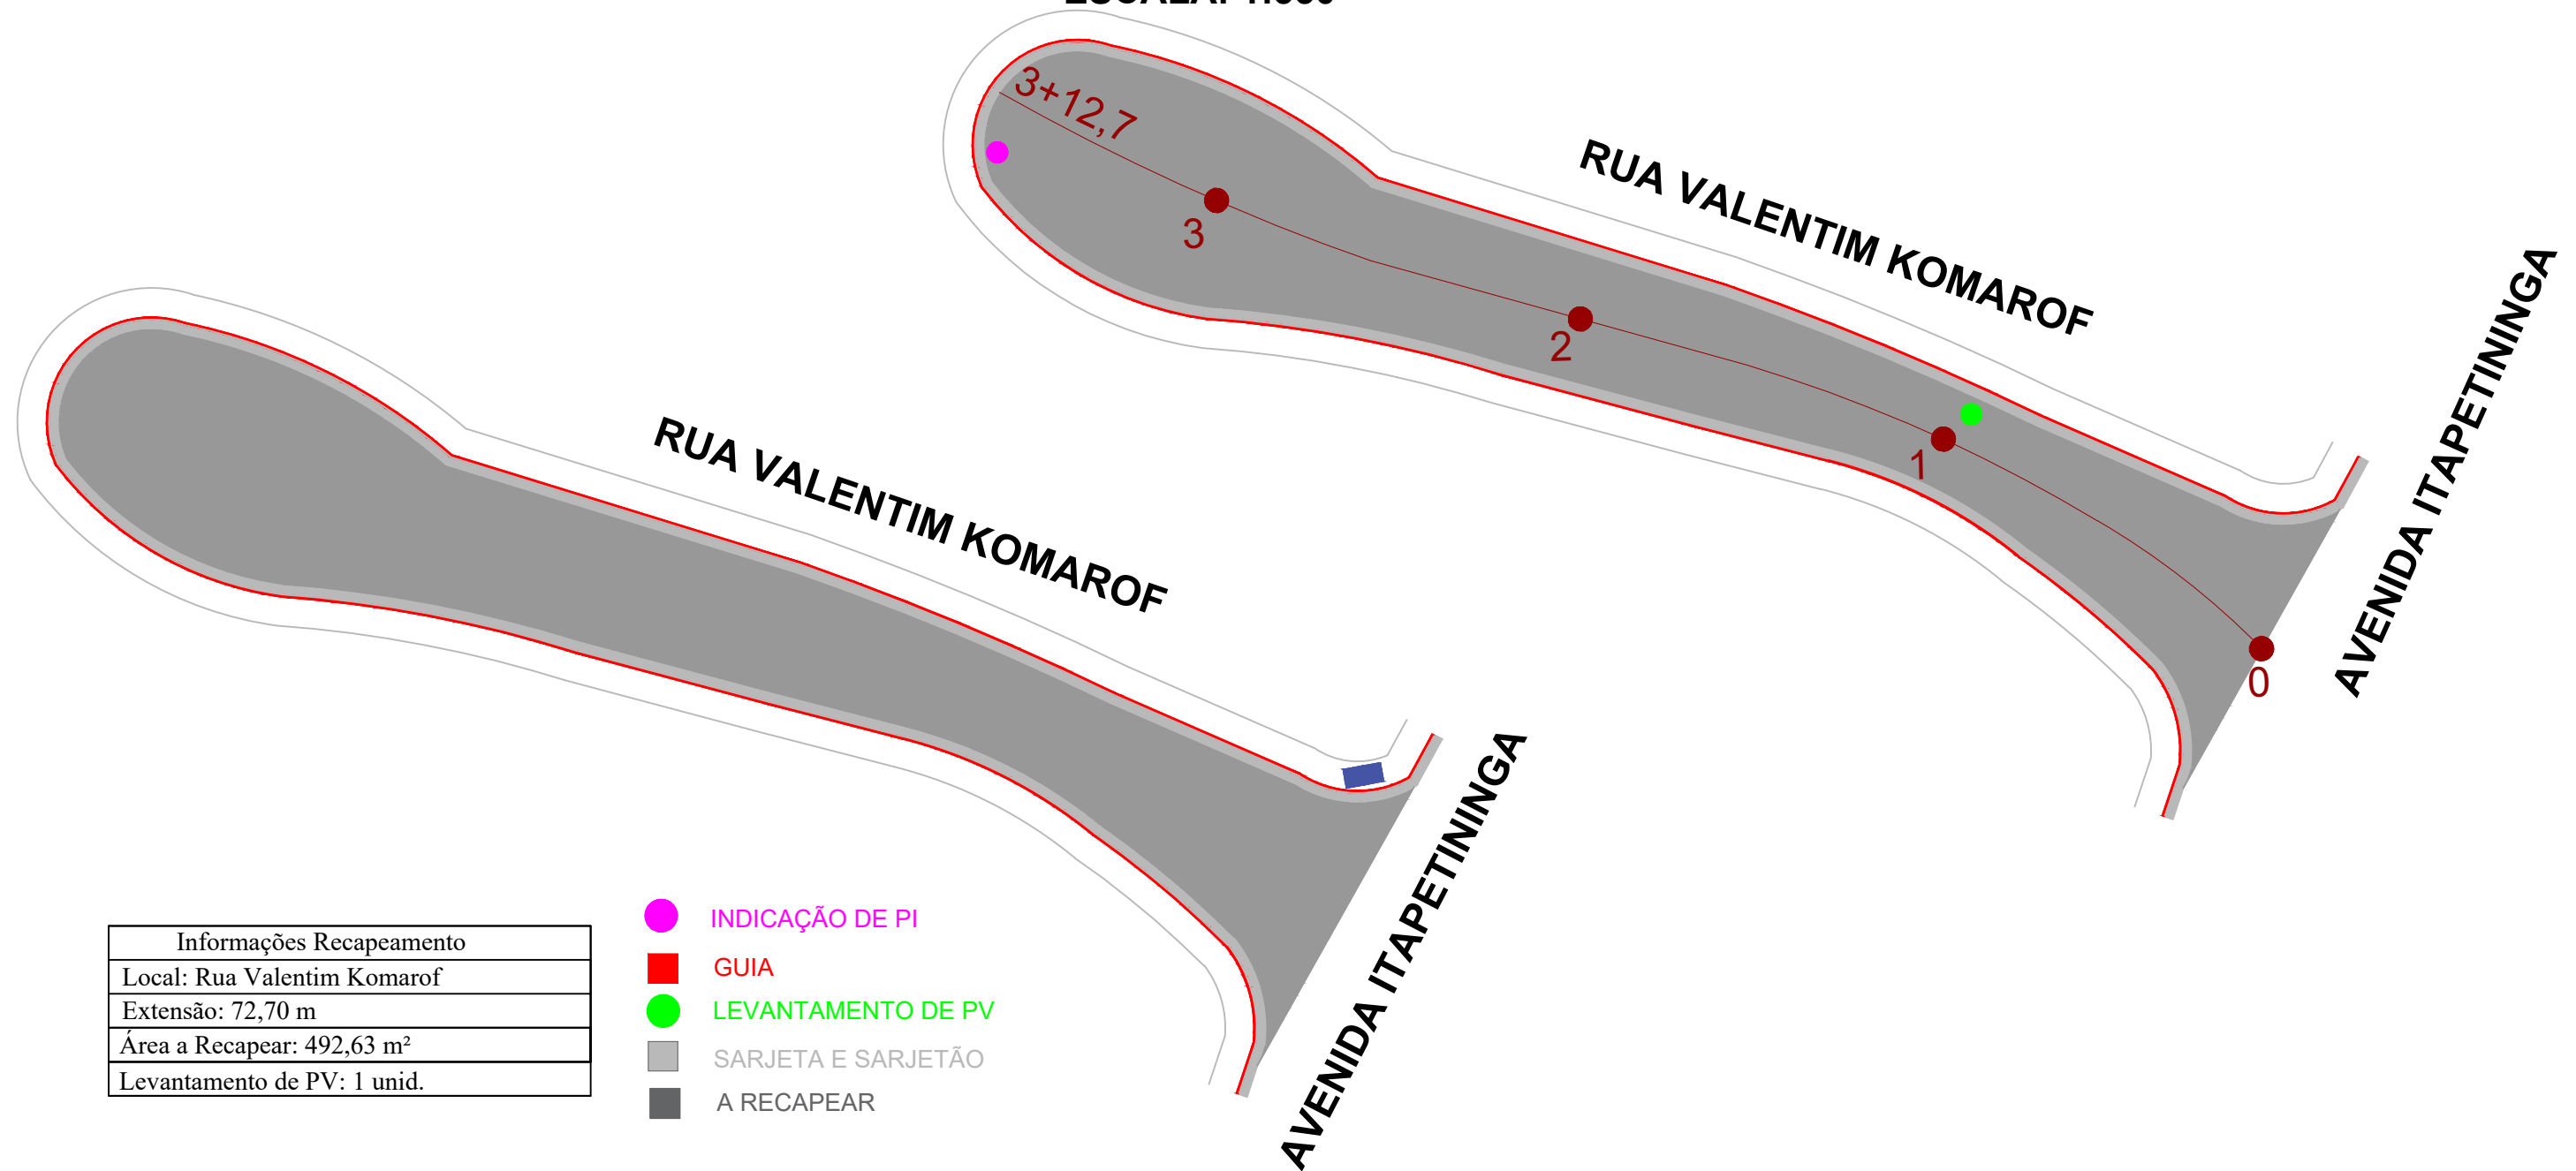 3+12,7
3
2
1
0
RUA VALENTIM KOMAROF
AVENIDA ITAPETININGA
RUA VALENTIM KOMAROF
AVENIDA ITAPETININGA
Informações Recapeamento
Local: Rua Valentim Komarof
Extensão: 72,70 m
Área a Recapear: 492,63 m²
Levantamento de PV: 1 unid.
INDICAÇÃO DE PI
GUIA
LEVANTAMENTO DE PV
SARJETA E SARJETÃO
A RECAPEAR